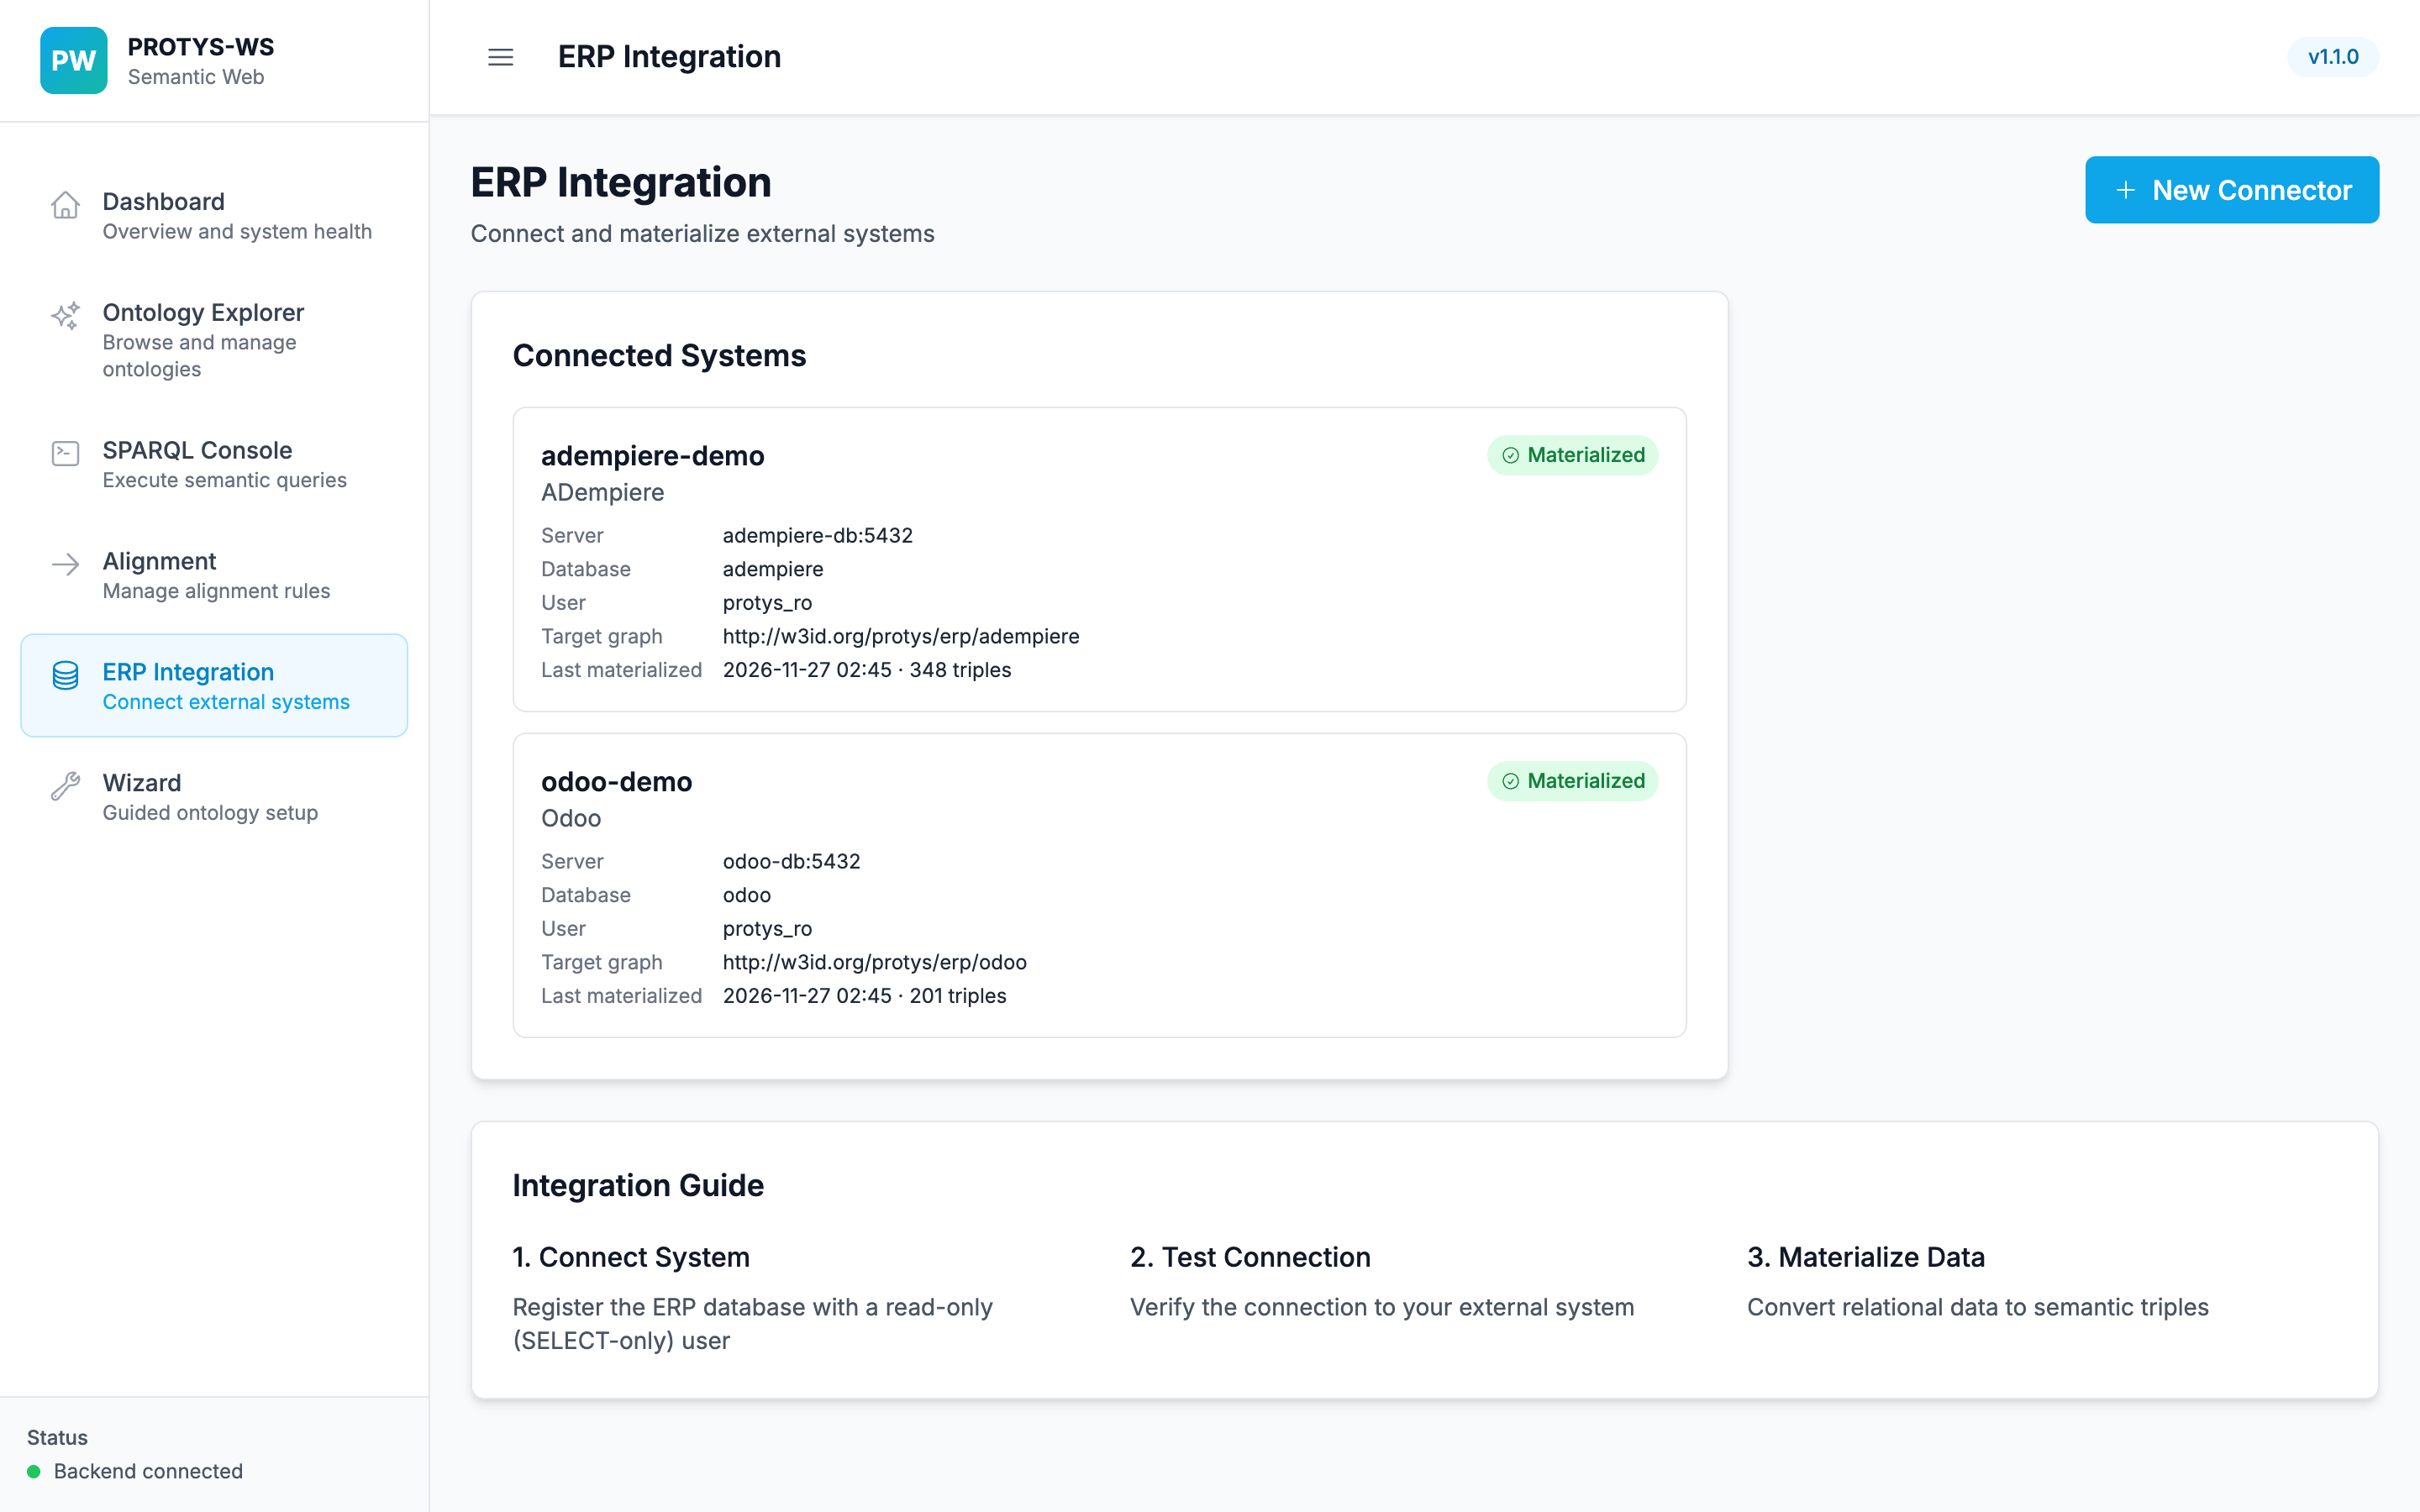 PW
PROTYS-WS
Semantic Web
Dashboard
Overview and system health
Ontology Explorer
Browse and manage
ontologies
SPARQL Console
Execute semantic queries
Alignment
Manage alignment rules
ERP Integration
Connect external systems
Wizard
Guided ontology setup
Status
Backend connected
ERP Integration
v1.1.0
ERP Integration
Connect and materialize external systems
+ New Connector
Connected Systems
adempiere-demo
Materialized
ADempiere
Server adempiere-db:5432
Database adempiere
User protys_ro
Target graph http://w3id.org/protys/erp/adempiere
Last materialized 2026-11-27 02:45 · 348 triples
odoo-demo
Materialized
Odoo
Server odoo-db:5432
Database odoo
User protys_ro
Target graph http://w3id.org/protys/erp/odoo
Last materialized 2026-11-27 02:45 · 201 triples
Integration Guide
1. Connect System
Register the ERP database with a read-only
(SELECT-only) user
2. Test Connection
Verify the connection to your external system
3. Materialize Data
Convert relational data to semantic triples